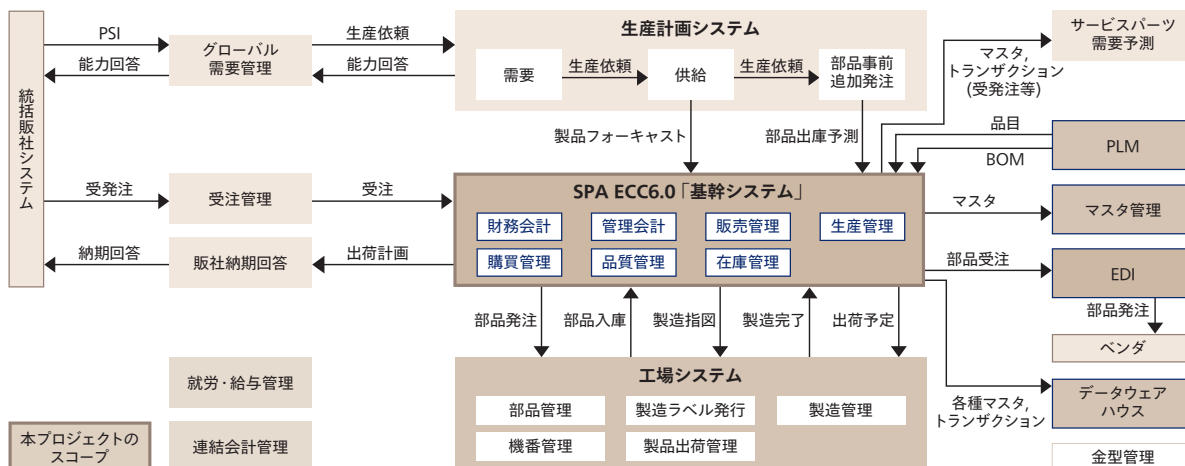 統括販社システム
PSI
能力回答
グローバル
需要管理
生産依頼
能力回答
生産計画システム
需要
生産依頼
供給
生産依頼
部品事前
追加発注
製品フォーキャスト
部品出庫予測
マスタ,
トランザクション
(受発注等)
サービスパーツ
需要予測
品目
BOM
PLM
受発注
受注管理
受注
納期回答
販社納期回答
出荷計画
SPA ECC6.0「基幹システム」
財務会計
管理会計
販売管理
生産管理
購買管理
品質管理
在庫管理
マスタ
マスタ管理
部品受注
EDI
部品発注
ベンダ
部品発注
部品入庫
製造指図
製造完了
出荷予定
工場システム
部品管理
製造ラベル発行
製造管理
機番管理
製品出荷管理
各種マスタ,
トランザクション
データウェア
ハウス
金型管理
就労・給与管理
連結会計管理
本プロジェクトの
スコープ